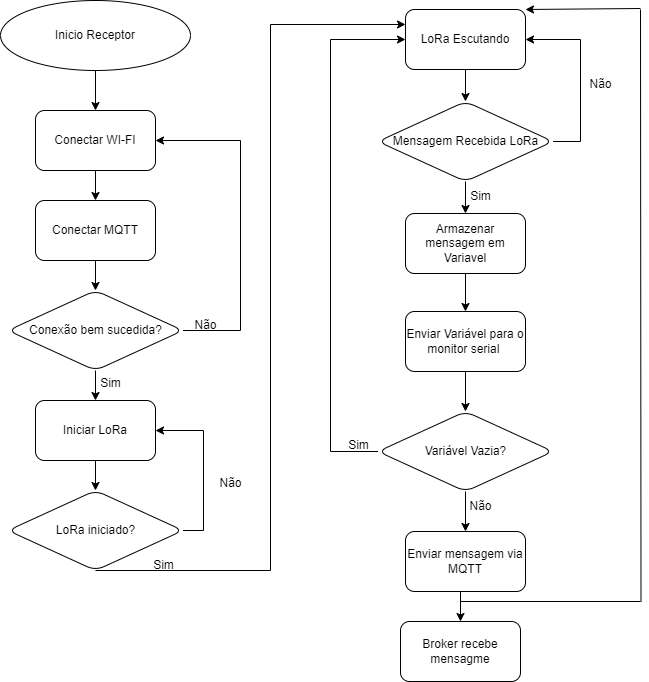 Inicio Receptor
Conectar WI-FI
Conectar MQTT
Conexão bem sucedida?
Não
Sim
Iniciar LoRa
Não
LoRa iniciado?
Sim
LoRa Escutando
Não
Mensagem Recebida LoRa
Sim
Armazenar
mensagem em
Variavel
Enviar Variável para o
monitor serial
Sim
Variável Vazia?
Não
Enviar mensagem via
MQTT
Broker recebe
mensagme